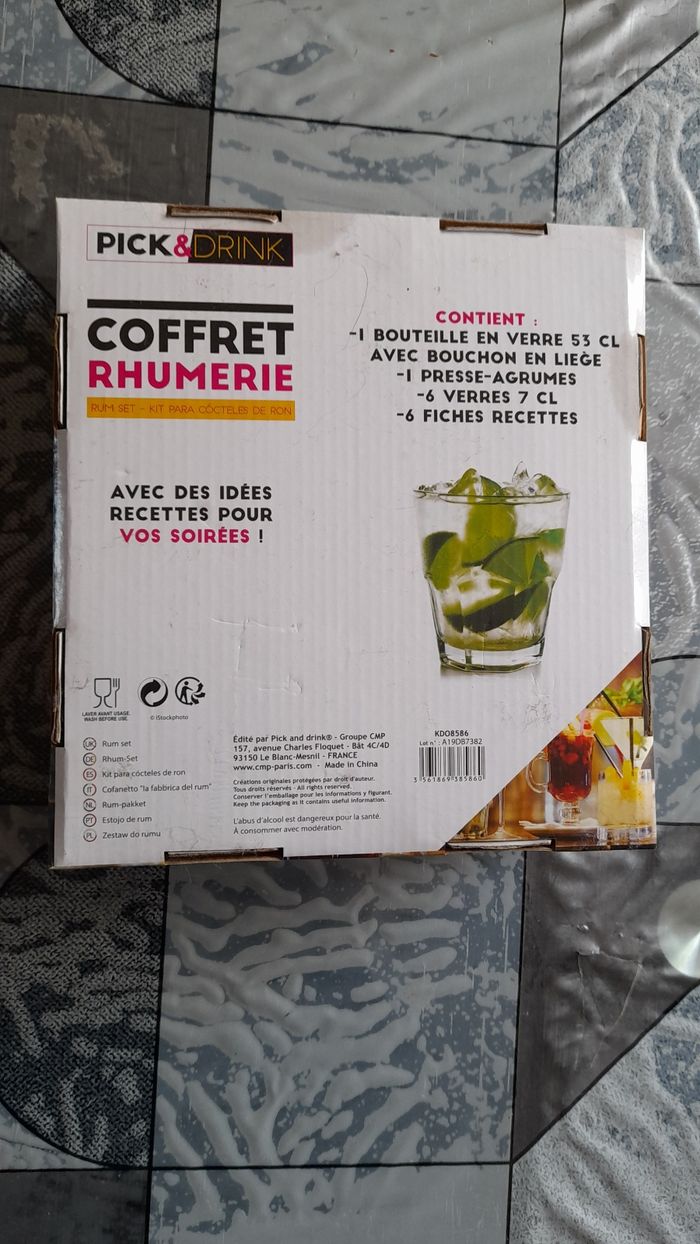 PICK&DRINK
COFFRET
RHUMERIE
RUM SET - KIT PARA CÓCTELES DE RON
AVEC DES IDÉES
RECETTES POUR
VOS SOIRÉES !
CONTIENT :
-1 BOUTEILLE EN VERRE 53 CL
AVEC BOUCHON EN LIEGE
-1 PRESSE-AGRUMES
-6 VERRES 7 CL
-6 FICHES RECETTES
LAVER AVANT USAGE.
WASH BEFORE USE.
© iStockphoto
UK Rum set
DE Rhum-Set
ES Kit para cócteles de ron
IT Cofanetto "la fabbrica del rum"
NL Rum-pakket
PT Estojo de rum
PL Zestaw do rumu
Édité par Pick and drink® - Groupe CMP
157, avenue Charles Floquet - Bât 4C/4D
93150 Le Blanc-Mesnil - FRANCE
www.cmp-paris.com - Made in China
Créations originales protégées par droit d'auteur.
Tous droits réservés - All rights reserved.
Conserver l'emballage pour les informations y figurant.
Keep the packaging as it contains useful information.
L'abus d'alcool est dangereux pour la santé.
À consommer avec modération.
KDO8586
Lot n° : A19DB7382
3 561869 385860